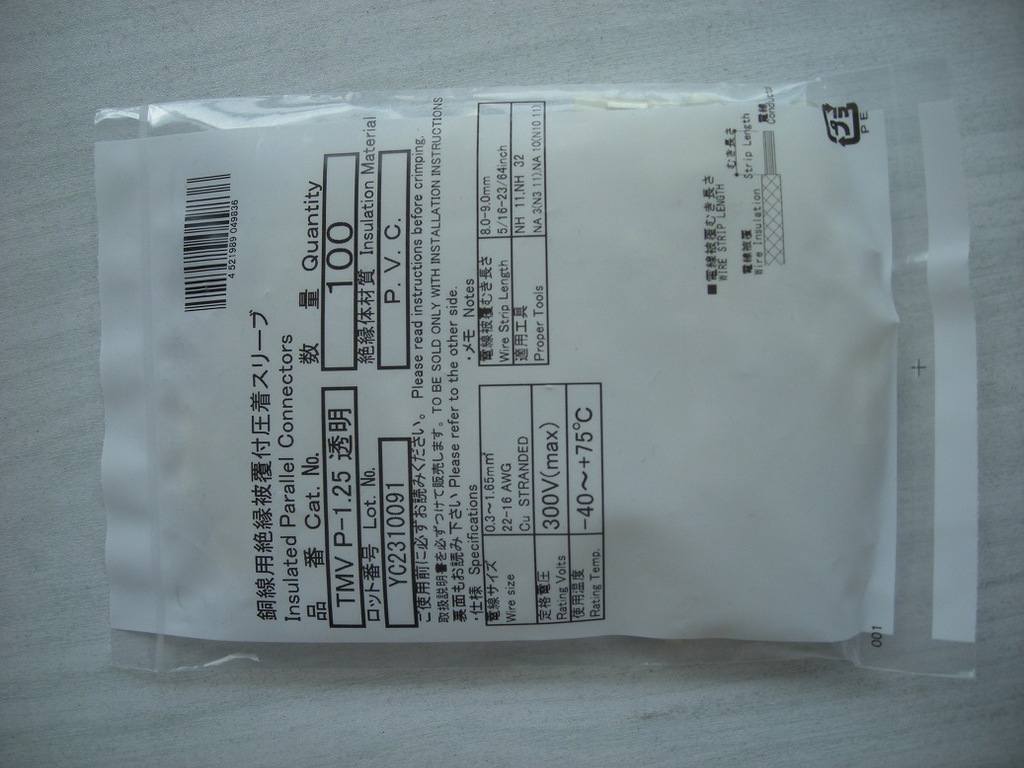 4 521989 049836
銅線用絶縁被覆付圧着スリーブ
Insulated Parallel Connectors
品　番 Cat. No.
数　量 Quantity
TMV P-1.25 透明
100
ロット番号 Lot. No.
絶縁体材質 Insulation Material
YC2310091
P. V. C.
ご使用前に必ずお読みください。 Please read instructions before crimping.
取扱説明書を必ずつけて販売します。TO BE SOLD ONLY WITH INSTALLATION INSTRUCTIONS
裏面もお読み下さい Please refer to the other side.
・仕様 Specifications
電線サイズ
Wire size
0.3～1.65mm²
22-16 AWG
Cu STRANDED
定格電圧
Rating Volts
300V(max)
使用温度
Rating Temp.
-40～+75℃
・メモ Notes
電線被覆むき長さ
Wire Strip Length
8.0-9.0mm
5/16-23/64inch
適用工具
Proper Tools
NH 11,NH 32
NA 3(N3 11),NA 10(N10 11)
■電線被覆むき長さ
WIRE STRIP LENGTH
電線被覆
Wire Insulation
むき長さ
Strip Length
電線
Conductor
プラ
PE
001